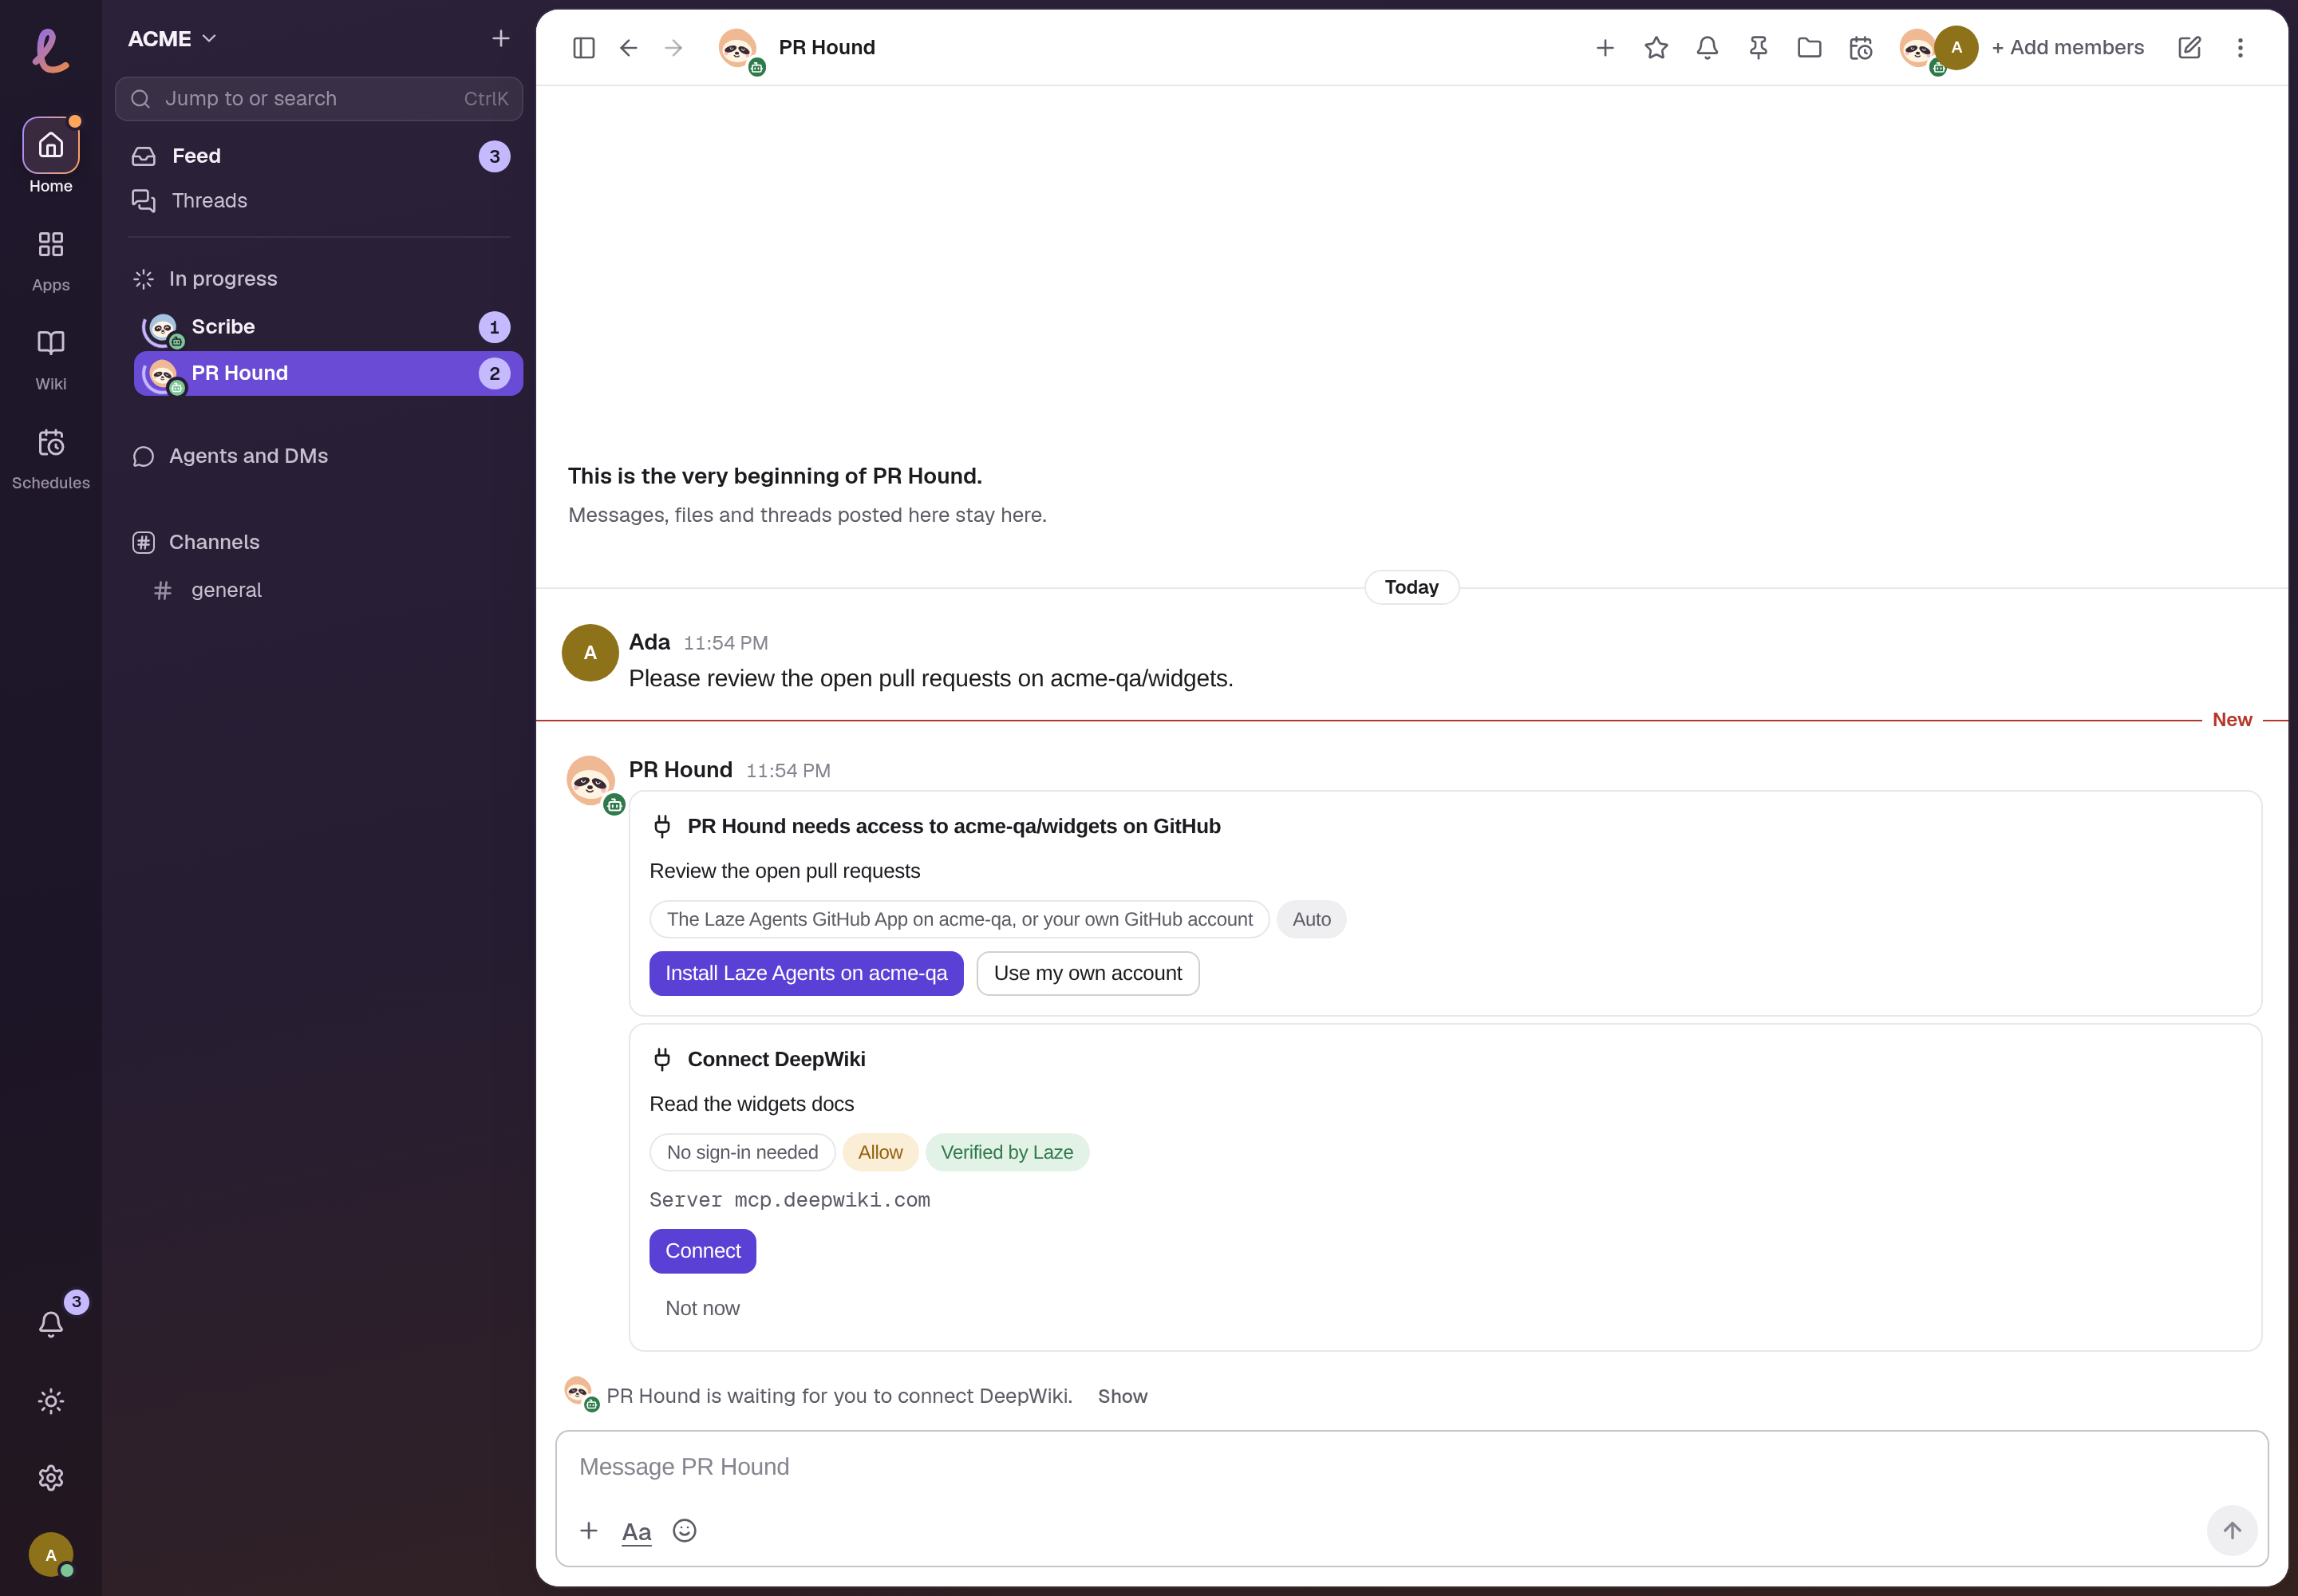 ACME
Jump to or search CtrlK
Home
Feed 3
Threads
Apps
In progress
Scribe 1
PR Hound 2
Wiki
Agents and DMs
Schedules
Channels
# general
3
A
PR Hound
A
+ Add members
This is the very beginning of PR Hound.
Messages, files and threads posted here stay here.
Today
A
Ada 11:54 PM
Please review the open pull requests on acme-qa/widgets.
New
PR Hound 11:54 PM
PR Hound needs access to acme-qa/widgets on GitHub
Review the open pull requests
The Laze Agents GitHub App on acme-qa, or your own GitHub account Auto
Install Laze Agents on acme-qa Use my own account
Connect DeepWiki
Read the widgets docs
No sign-in needed Allow Verified by Laze
Server mcp.deepwiki.com
Connect
Not now
PR Hound is waiting for you to connect DeepWiki. Show
Message PR Hound
Aa